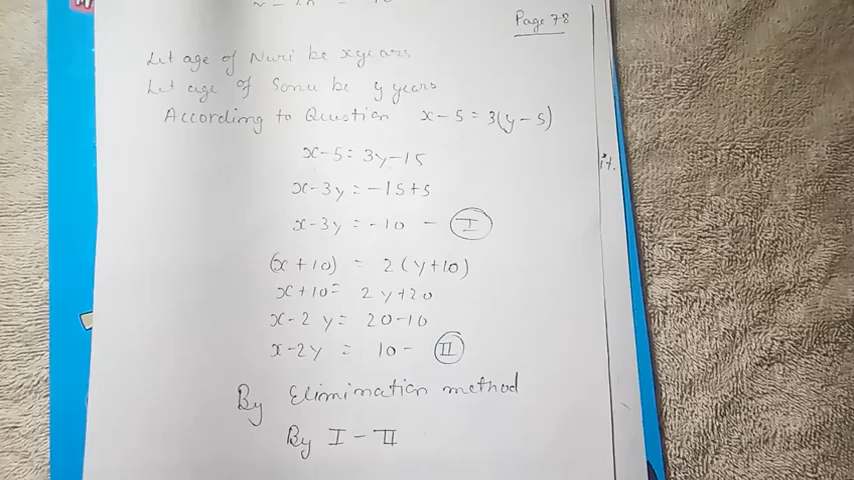 Page 78
Let age of Nuri be x years
Let age of Sonu be y years
According to Question x-5 = 3(y-5)
x-5 = 3y-15
x-3y = -15+5
x-3y = -10 - I
(x+10) = 2(y+10)
x+10 = 2y+20
x-2y = 20-10
x-2y = 10 - II
By Elimination method
By I - II
it.